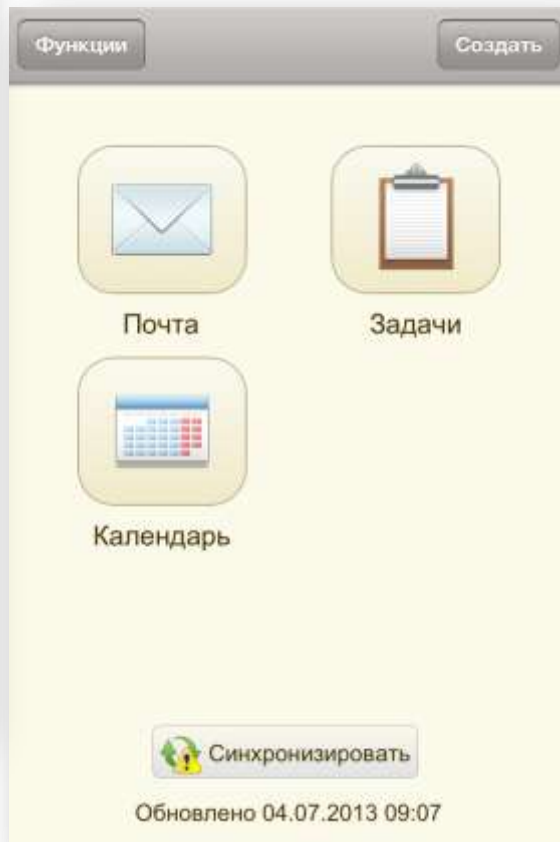 Функции Создать
Почта Задачи
Календарь
Синхронизировать
Обновлено 04.07.2013 09:07